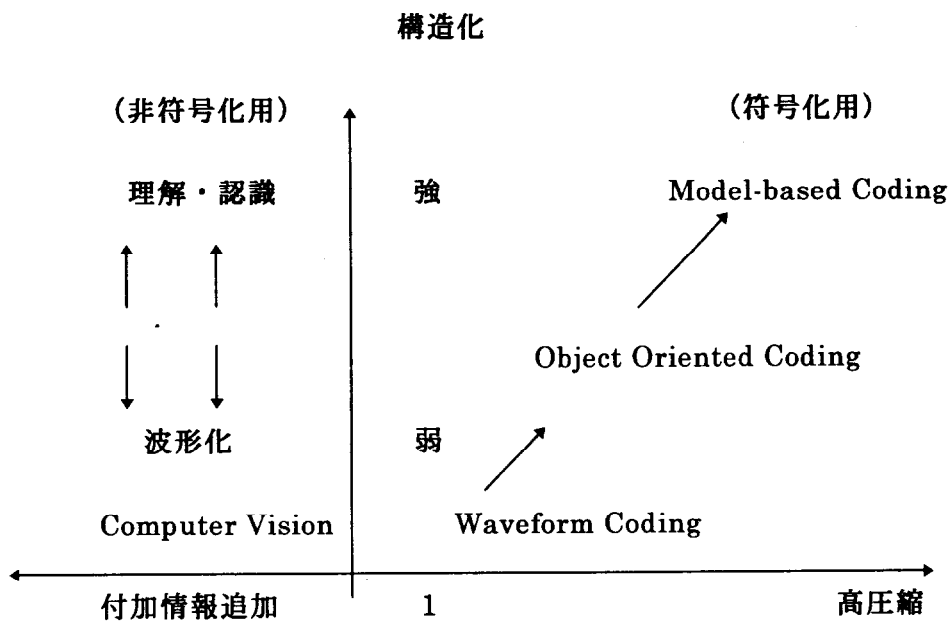 構造化
(非符号化用) (符号化用)
理解・認識 強 Model-based Coding
Object Oriented Coding
波形化 弱
Computer Vision Waveform Coding
付加情報追加 1 高圧縮